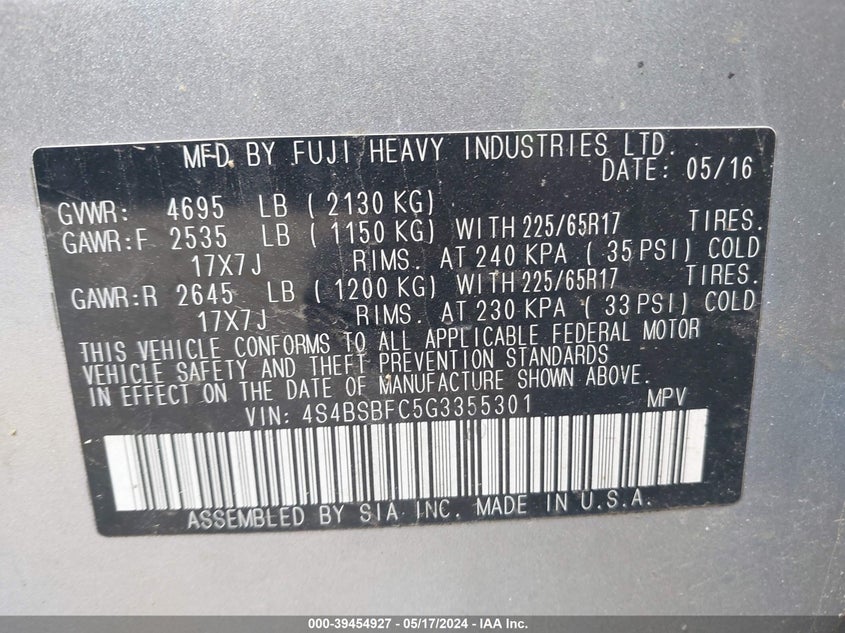 MFD. BY FUJI HEAVY INDUSTRIES LTD.
DATE: 05/16
GVWR: 4695 LB ( 2130 KG)
GAWR:F 2535 LB ( 1150 KG) WITH 225/65R17 TIRES.
17X7J RIMS. AT 240 KPA ( 35 PSI) COLD
GAWR:R 2645 LB ( 1200 KG) WITH 225/65R17 TIRES.
17X7J RIMS. AT 230 KPA ( 33 PSI) COLD
THIS VEHICLE CONFORMS TO ALL APPLICABLE FEDERAL MOTOR
VEHICLE SAFETY AND THEFT PREVENTION STANDARDS
IN EFFECT ON THE DATE OF MANUFACTURE SHOWN ABOVE.
VIN: 4S4BSBFC5G3355301 MPV
ASSEMBLED BY SIA INC. MADE IN U.S.A.
000-39454927 - 05/17/2024 - IAA Inc.